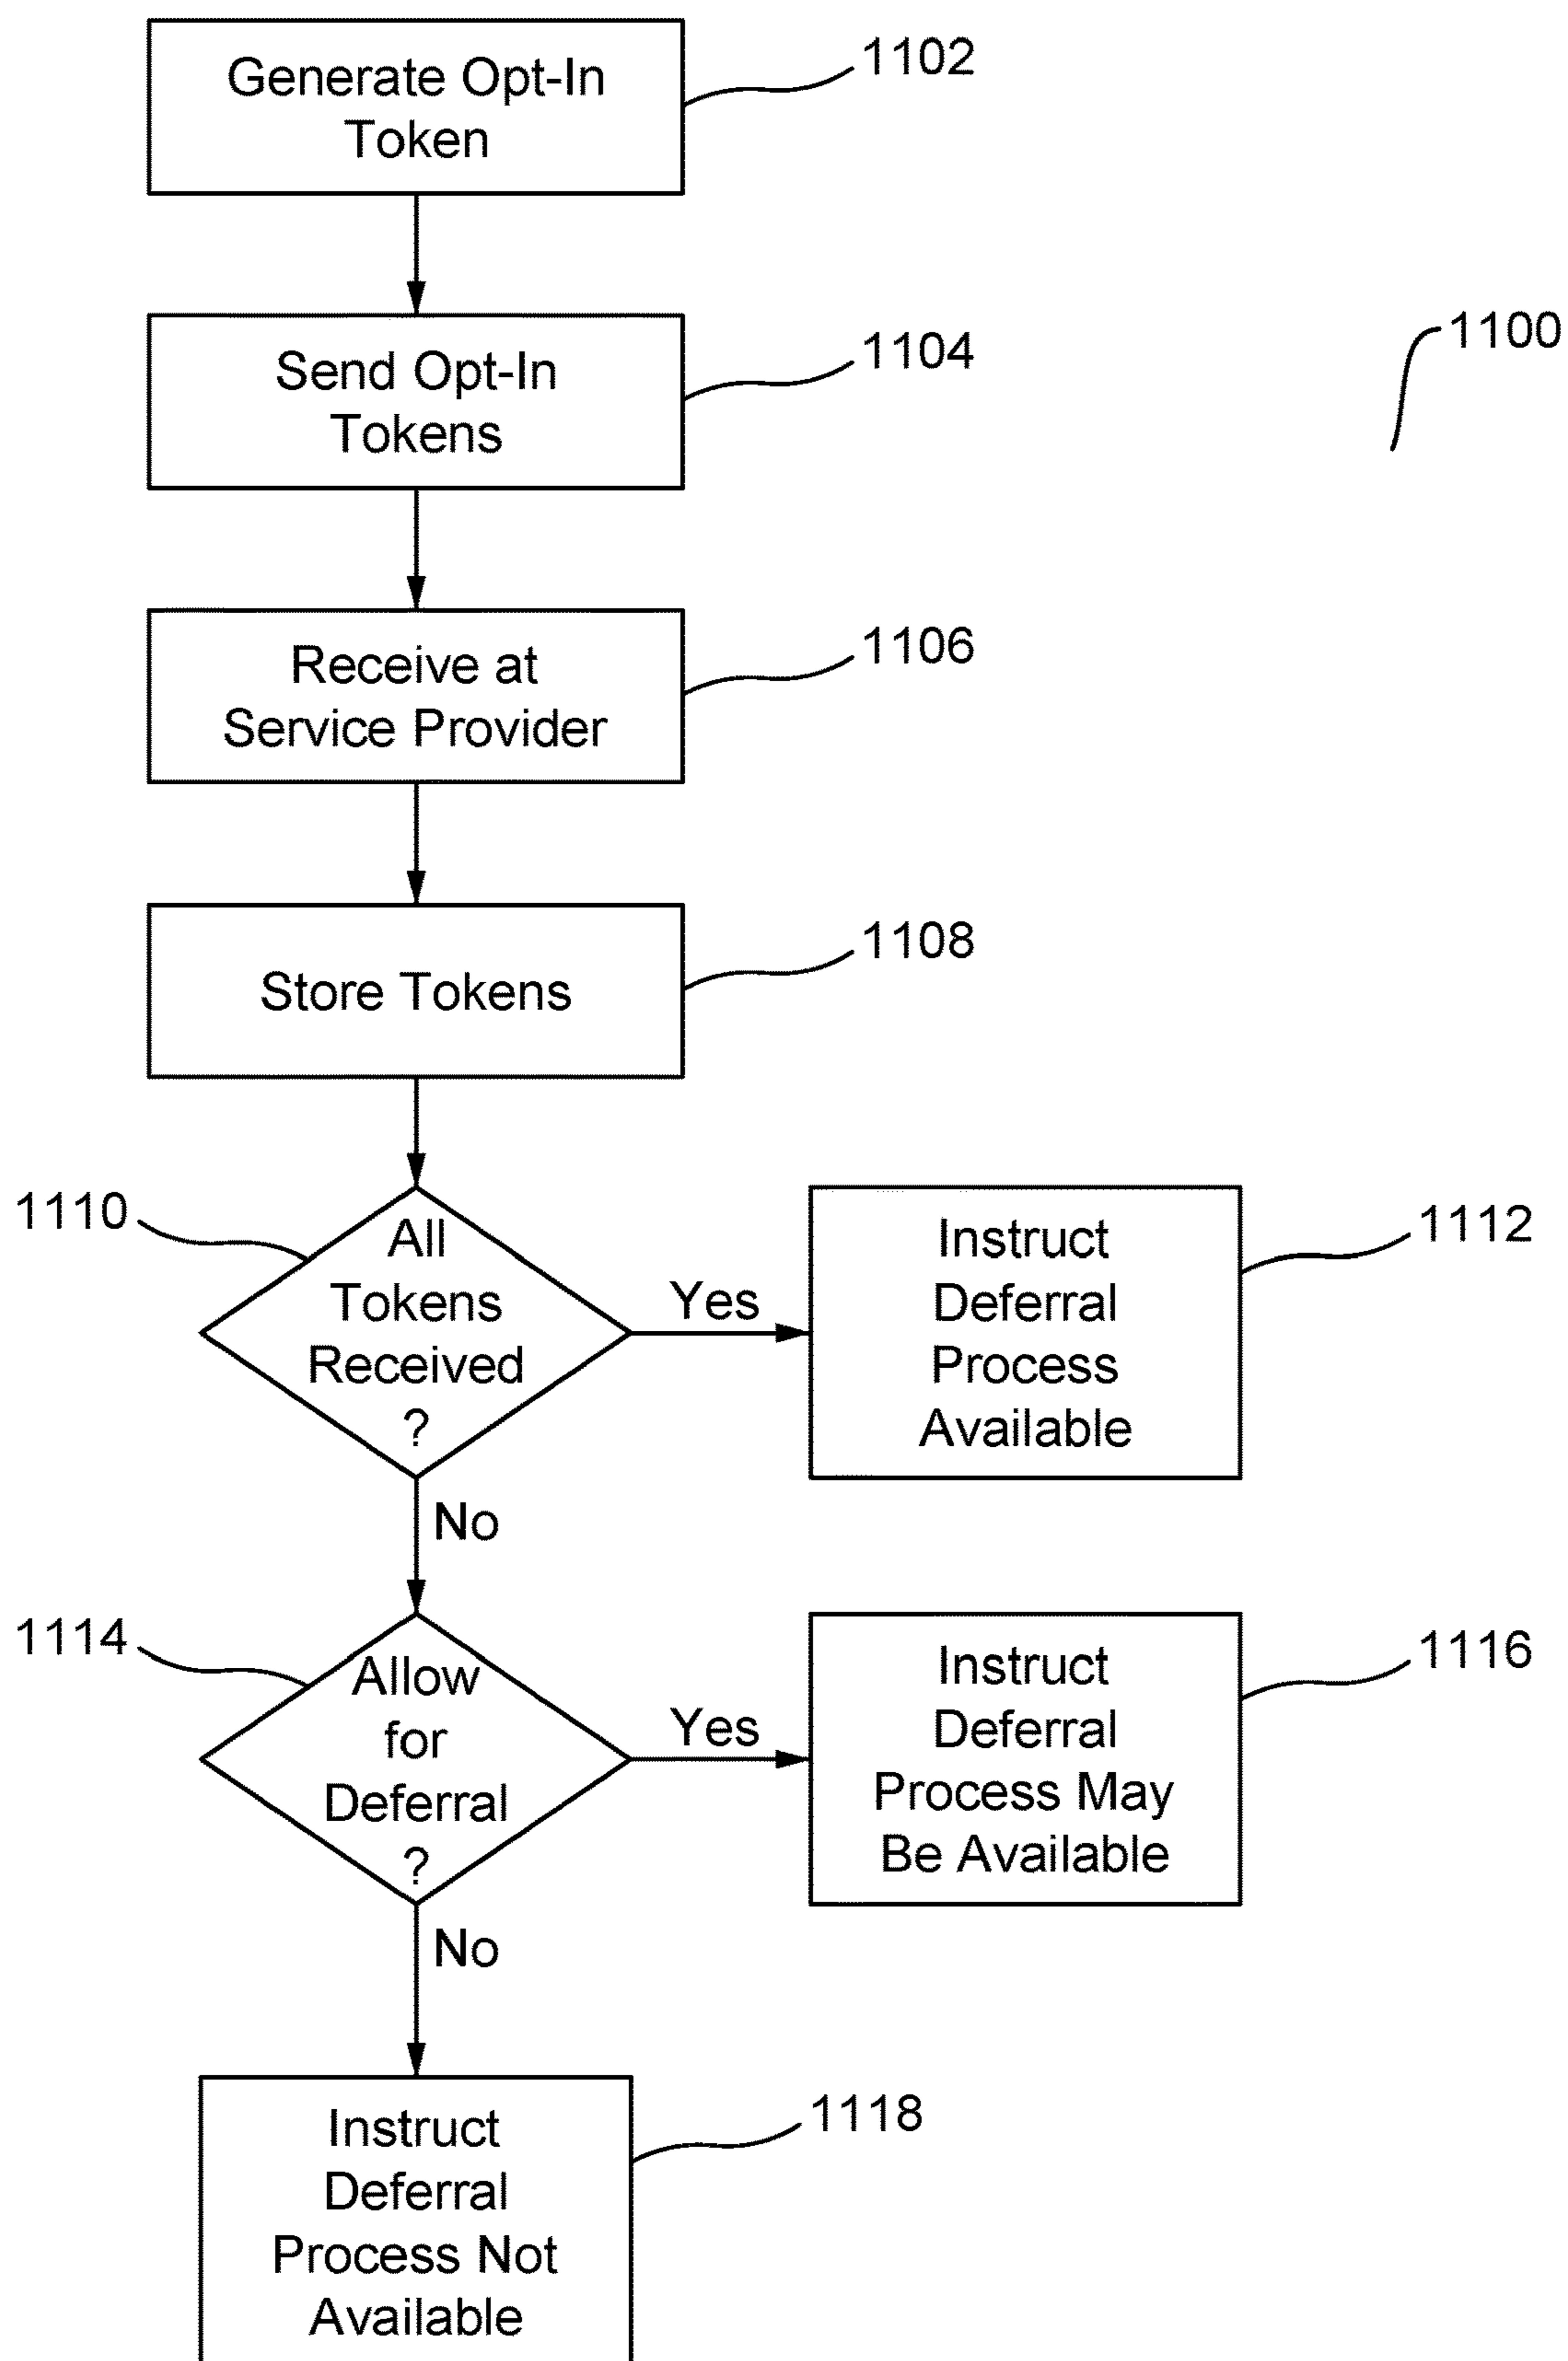 Generate Opt-In
Token
1102
Send Opt-In
Tokens
1104
1100
Receive at
Service Provider
1106
Store Tokens
1108
1110
All
Tokens
Received
?
Yes
Instruct
Deferral
Process
Available
1112
No
1114
Allow
for
Deferral
?
Yes
Instruct
Deferral
Process May
Be Available
1116
No
Instruct
Deferral
Process Not
Available
1118